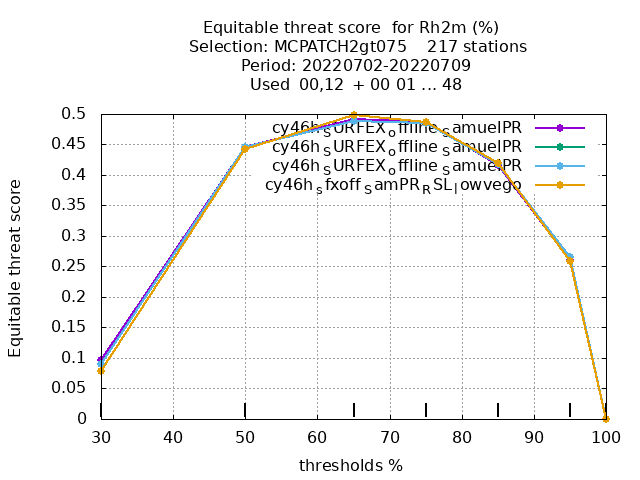 Equitable threat score  for Rh2m (%)
Selection: MCPATCH2gt075    217 stations
Period: 20220702-20220709
Used  00,12  + 00 01 ... 48
Equitable threat score
0.5
0.45
0.4
0.35
0.3
0.25
0.2
0.15
0.1
0.05
0
cy46h_SURFEX_offline_samuelPR
cy46h_SURFEX_offline_samuelPR
cy46h_SURFEX_offline_samuelPR
cy46h_sfxoff_SamPR_RSL_lowvego
30 40 50 60 70 80 90 100
thresholds %